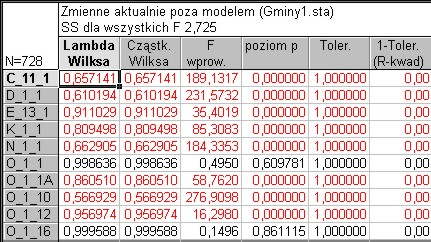 Zmienne aktualnie poza modelem (Gminy1.sta)
SS dla wszystkich F 2,725
N=728 Lambda Wilksa Cząstk. Wilksa F wprow. poziom p Toler. 1-Toler. (R-kwad)
C_11_1 0,657141 0,657141 189,1317 0,000000 1,000000 0,00
D_1_1 0,610194 0,610194 231,5732 0,000000 1,000000 0,00
E_13_1 0,911029 0,911029 35,4019 0,000000 1,000000 0,00
K_1_1 0,809498 0,809498 85,3083 0,000000 1,000000 0,00
N_1_1 0,662905 0,662905 184,3353 0,000000 1,000000 0,00
O_1_1 0,998636 0,998636 0,4950 0,609781 1,000000 0,00
O_1_1A 0,860510 0,860510 58,7620 0,000000 1,000000 0,00
O_1_10 0,566929 0,566929 276,9098 0,000000 1,000000 0,00
O_1_12 0,956974 0,956974 16,2980 0,000000 1,000000 0,00
O_1_16 0,999588 0,999588 0,1496 0,861115 1,000000 0,00